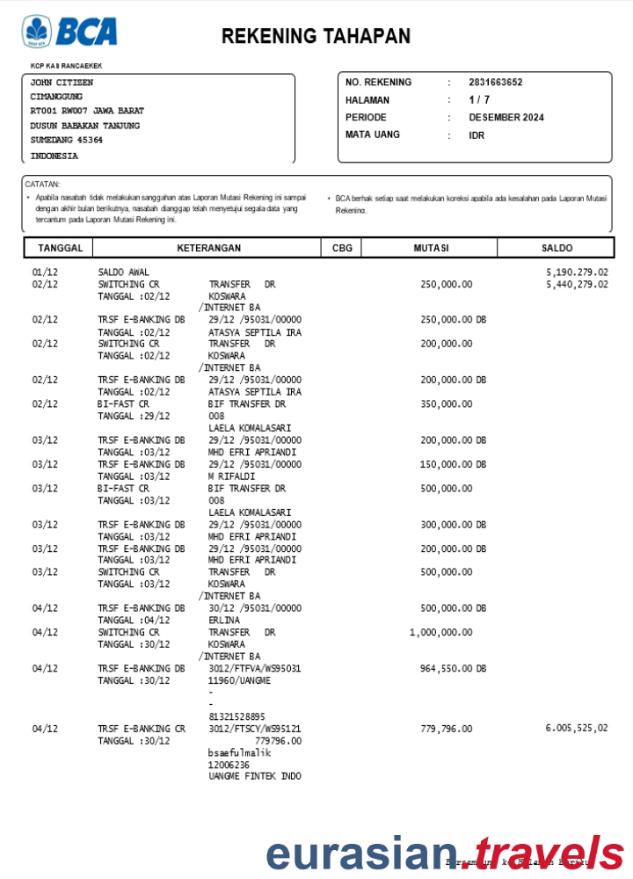 BCA
REKENING TAHAPAN
KCP KAB RANCAEKEK
JOHN CITIZEN
CIMANGGUNG
RT001 RW007 JAWA BARAT
DUSUN BABAKAN TANJUNG
SUMEDANG 45364
INDONESIA
NO. REKENING : 2831663652
HALAMAN : 1 / 7
PERIODE : DESEMBER 2024
MATA UANG : IDR
CATATAN:
• Apabila nasabah tidak melakukan sanggahan atas Laporan Mutasi Rekening ini sampai
dengan akhir bulan berikutnya, nasabah dianggap telah menyetujui segala data yang
tercantum pada Laporan Mutasi Rekening ini.
• BCA berhak setiap saat melakukan koreksi apabila ada kesalahan pada Laporan Mutasi
Rekening.
TANGGAL KETERANGAN CBG MUTASI SALDO
01/12 SALDO AWAL 5,190.279.02
02/12 SWITCHING CR TRANSFER DR 250,000.00 5,440,279.02
TANGGAL :02/12 KOSWARA
/INTERNET BA
02/12 TRSF E-BANKING DB 29/12 /95031/00000 250,000.00 DB
TANGGAL :02/12 ATASYA SEPTILA IRA
02/12 SWITCHING CR TRANSFER DR 200,000.00
TANGGAL :02/12 KOSWARA
/INTERNET BA
02/12 TRSF E-BANKING DB 29/12 /95031/00000 200,000.00 DB
TANGGAL :02/12 ATASYA SEPTILA IRA
02/12 BI-FAST CR BIF TRANSFER DR 350,000.00
TANGGAL :29/12 008
LAELA KOMALASARI
03/12 TRSF E-BANKING DB 29/12 /95031/00000 200,000.00 DB
TANGGAL :03/12 MHD EFRI APRIANDI
03/12 TRSF E-BANKING DB 29/12 /95031/00000 150,000.00 DB
TANGGAL :03/12 M RIFALDI
03/12 BI-FAST CR BIF TRANSFER DR 500,000.00
TANGGAL :03/12 008
LAELA KOMALASARI
03/12 TRSF E-BANKING DB 29/12 /95031/00000 300,000.00 DB
TANGGAL :03/12 MHD EFRI APRIANDI
03/12 TRSF E-BANKING DB 29/12 /95031/00000 200,000.00 DB
TANGGAL :03/12 MHD EFRI APRIANDI
03/12 SWITCHING CR TRANSFER DR 500,000.00
TANGGAL :03/12 KOSWARA
/INTERNET BA
04/12 TRSF E-BANKING DB 30/12 /95031/00000 500,000.00 DB
TANGGAL :04/12 ERLINA
04/12 SWITCHING CR TRANSFER DR 1,000,000.00
TANGGAL :30/12 KOSWARA
/INTERNET BA
04/12 TRSF E-BANKING DB 3012/FTFVA/WS95031 964,550.00 DB
TANGGAL :30/12 11960/UANGME
-
-
81321528895
04/12 TRSF E-BANKING CR 3012/FTSCY/WS95121 779,796.00 6.005,525,02
TANGGAL :30/12 779796.00
bsaefulmalik
12006236
UANGME FINTEK INDO
eurasian.travels